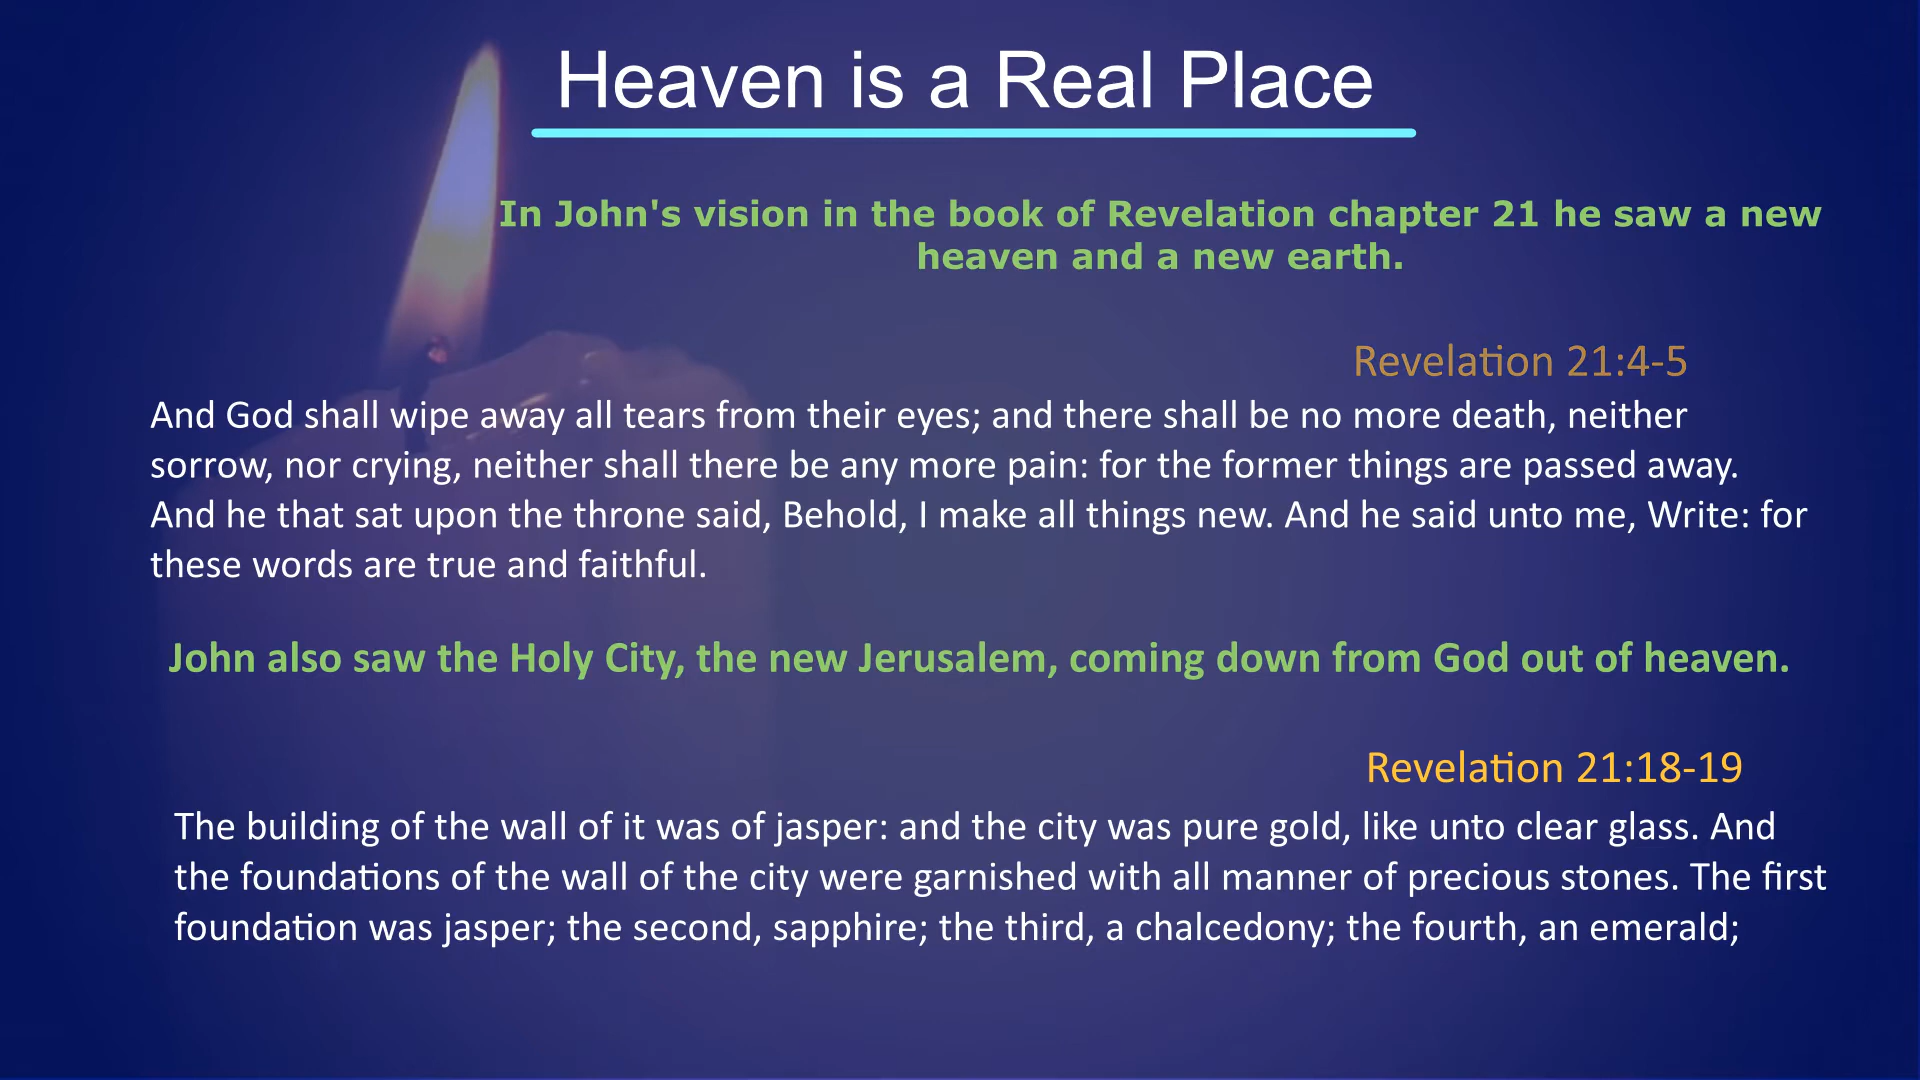 Heaven is a Real Place
In John's vision in the book of Revelation chapter 21 he saw a new
heaven and a new earth.
Revelation 21:4-5
And God shall wipe away all tears from their eyes; and there shall be no more death, neither
sorrow, nor crying, neither shall there be any more pain: for the former things are passed away.
And he that sat upon the throne said, Behold, I make all things new. And he said unto me, Write: for
these words are true and faithful.
John also saw the Holy City, the new Jerusalem, coming down from God out of heaven.
Revelation 21:18-19
The building of the wall of it was of jasper: and the city was pure gold, like unto clear glass. And
the foundations of the wall of the city were garnished with all manner of precious stones. The first
foundation was jasper; the second, sapphire; the third, a chalcedony; the fourth, an emerald;